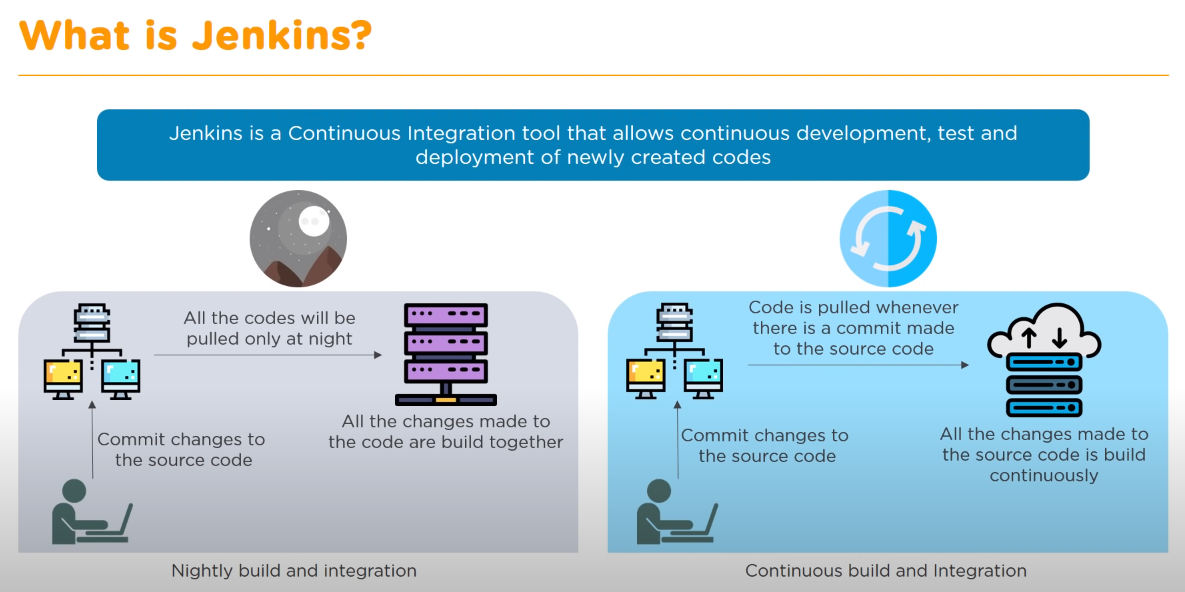 What is Jenkins?
Jenkins is a Continuous Integration tool that allows continuous development, test and
deployment of newly created codes
All the codes will be
pulled only at night
All the changes made to
the code are build together
Commit changes to
the source code
Nightly build and integration
Code is pulled whenever
there is a commit made
to the source code
All the changes made to
the source code is build
continuously
Commit changes to
the source code
Continuous build and Integration